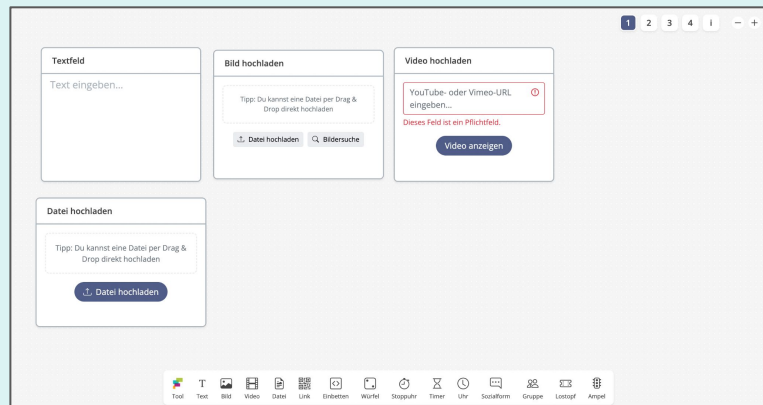 1 2 3 4 i − +
Textfeld
Text eingeben...
Bild hochladen
Tipp: Du kannst eine Datei per Drag &
Drop direkt hochladen
Datei hochladen Bildersuche
Video hochladen
YouTube- oder Vimeo-URL
eingeben...
Dieses Feld ist ein Pflichtfeld.
Video anzeigen
Datei hochladen
Tipp: Du kannst eine Datei per Drag &
Drop direkt hochladen
Datei hochladen
Tool Text Bild Video Datei Link Einbetten Würfel Stoppuhr Timer Uhr Sozialform Gruppe Lostopf Ampel